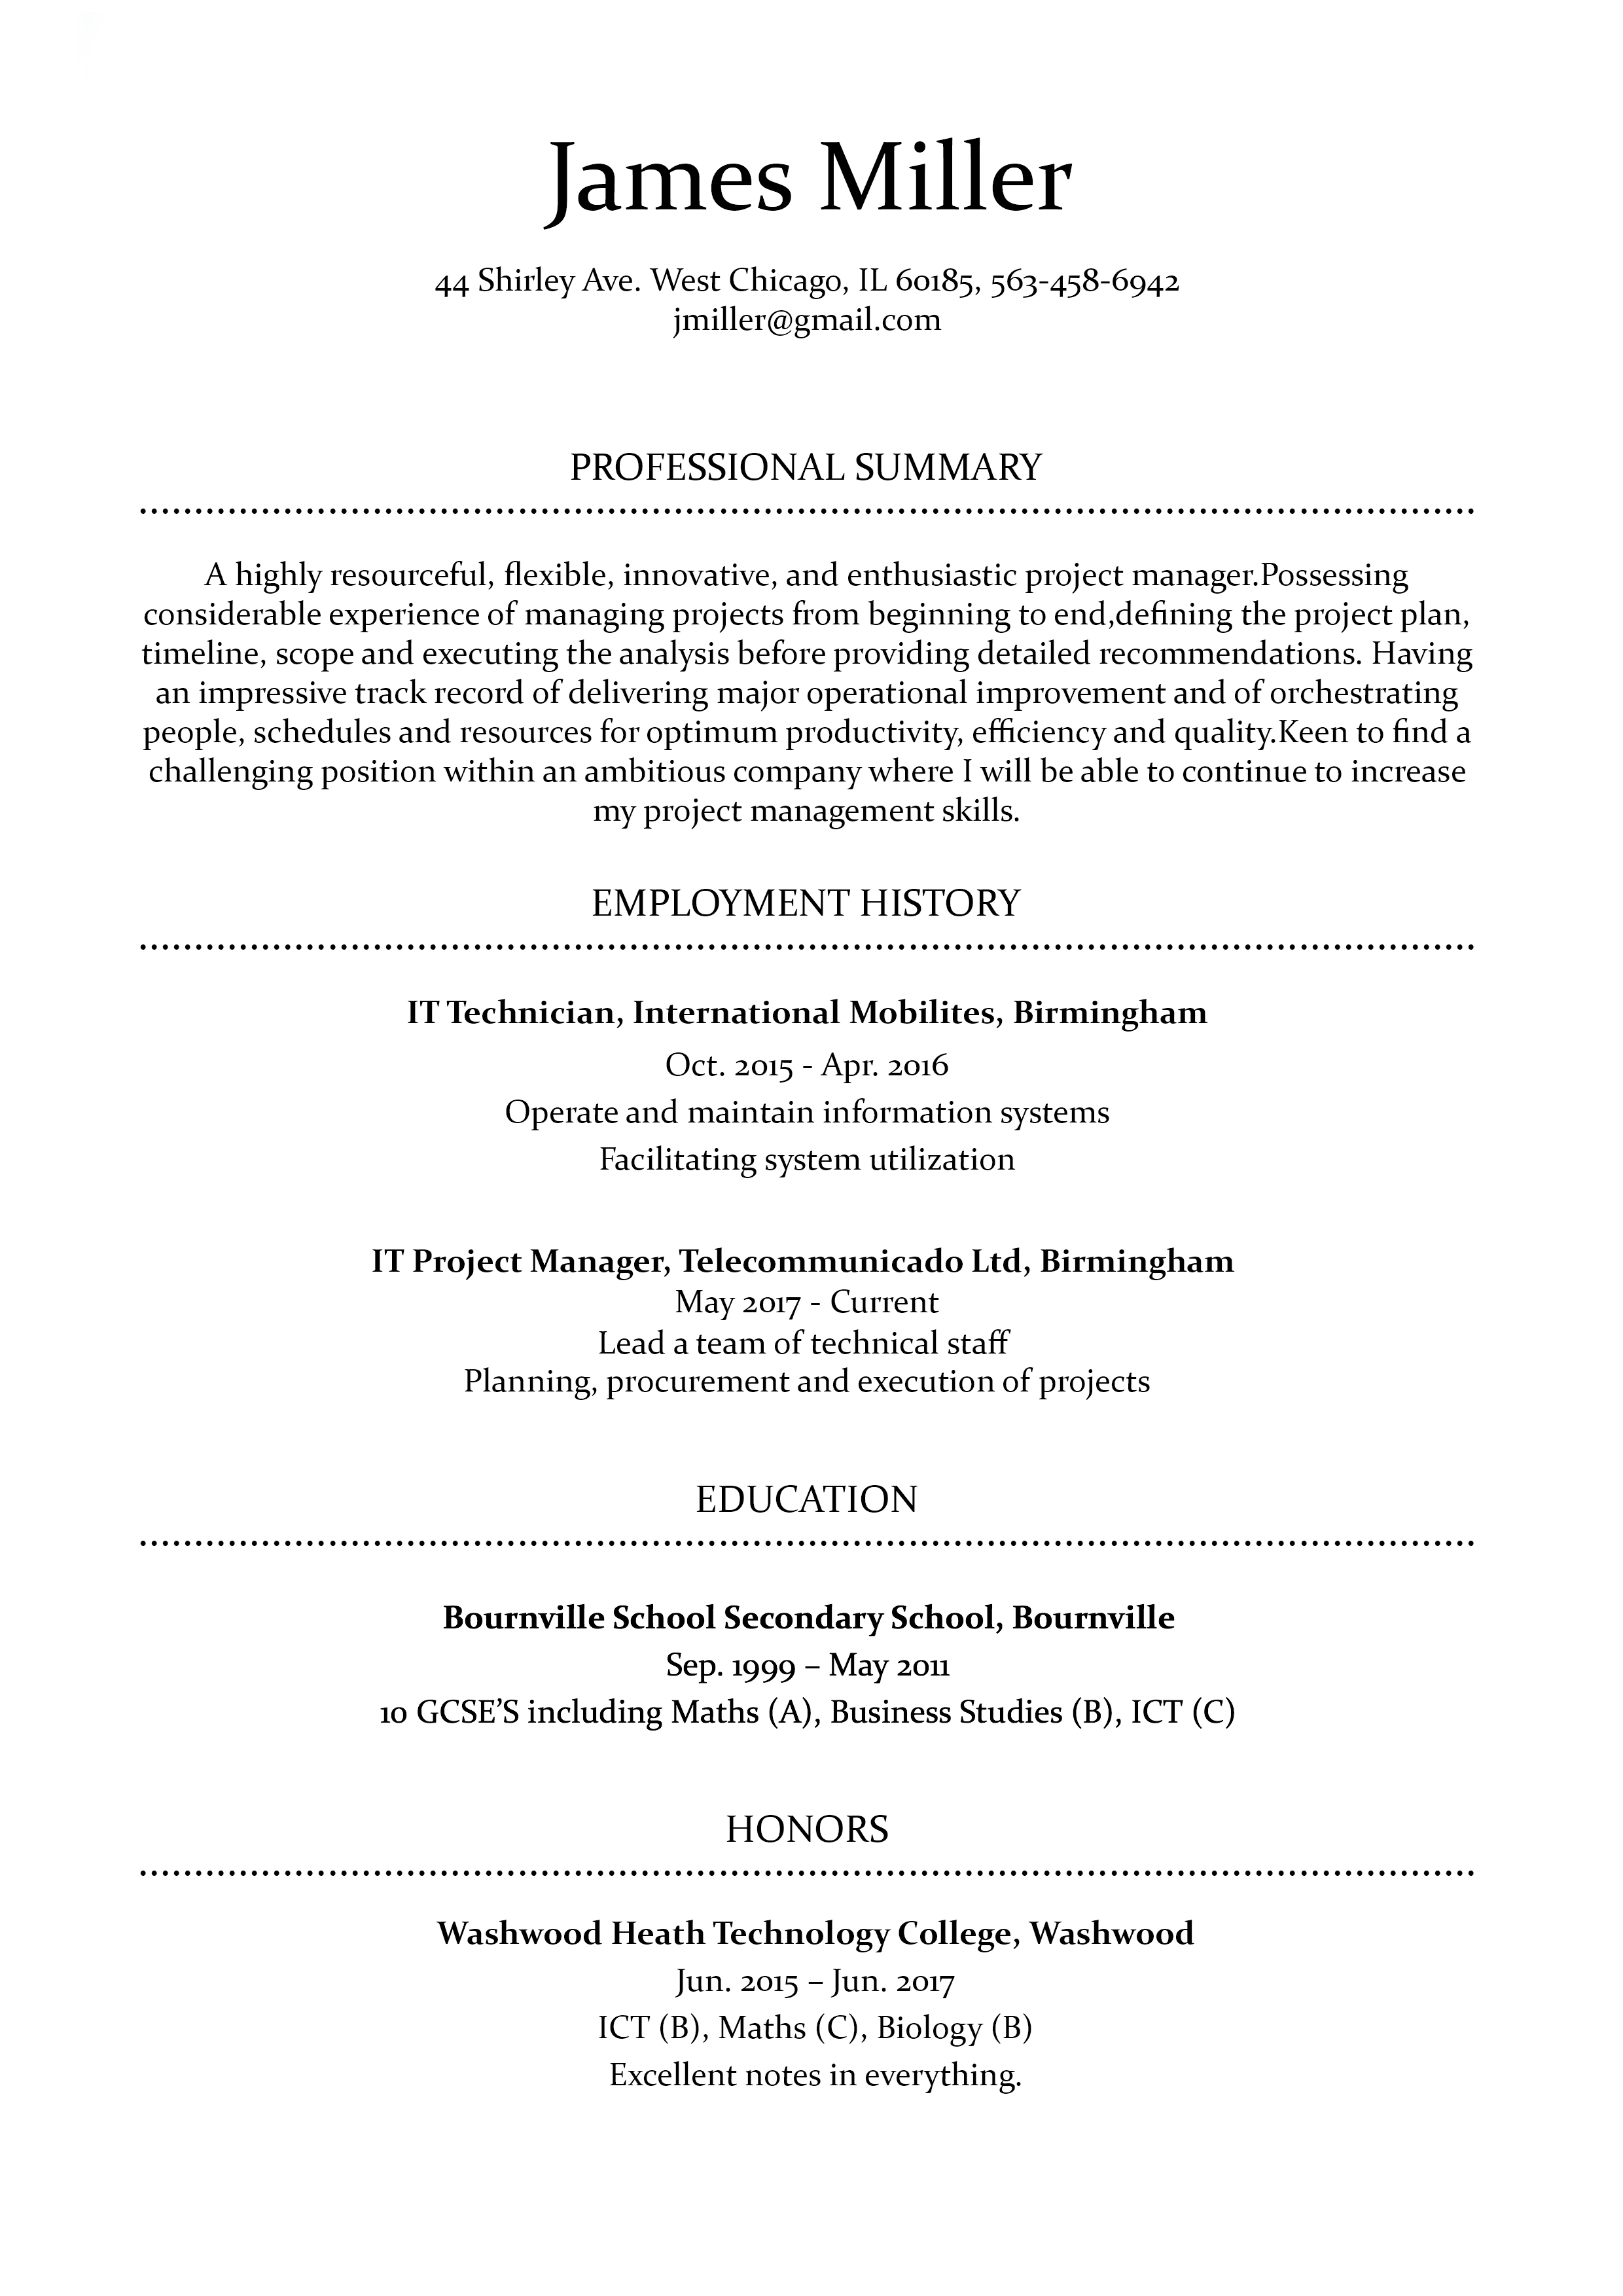 James Miller
44 Shirley Ave. West Chicago, IL 60185, 563-458-6942
jmiller@gmail.com
PROFESSIONAL SUMMARY
A highly resourceful, flexible, innovative, and enthusiastic project manager.Possessing
considerable experience of managing projects from beginning to end,defining the project plan,
timeline, scope and executing the analysis before providing detailed recommendations. Having
an impressive track record of delivering major operational improvement and of orchestrating
people, schedules and resources for optimum productivity, efficiency and quality.Keen to find a
challenging position within an ambitious company where I will be able to continue to increase
my project management skills.
EMPLOYMENT HISTORY
IT Technician, International Mobilites, Birmingham
Oct. 2015 - Apr. 2016
Operate and maintain information systems
Facilitating system utilization
IT Project Manager, Telecommunicado Ltd, Birmingham
May 2017 - Current
Lead a team of technical staff
Planning, procurement and execution of projects
EDUCATION
Bournville School Secondary School, Bournville
Sep. 1999 – May 2011
10 GCSE’S including Maths (A), Business Studies (B), ICT (C)
HONORS
Washwood Heath Technology College, Washwood
Jun. 2015 – Jun. 2017
ICT (B), Maths (C), Biology (B)
Excellent notes in everything.